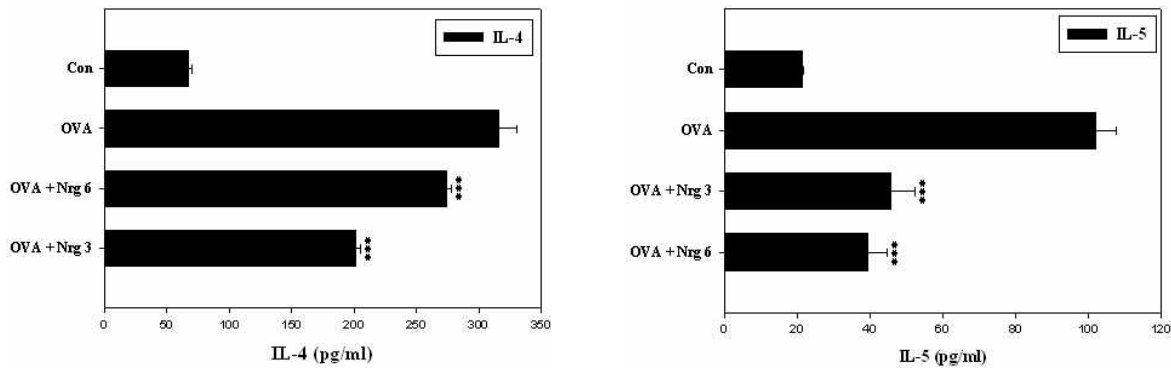 IL-4
Con
OVA
OVA + Nrg 6
***
OVA + Nrg 3
***
0 50 100 150 200 250 300 350
IL-4 (pg/ml)
IL-5
Con
OVA
OVA + Nrg 3
***
OVA + Nrg 6
***
0 20 40 60 80 100 120
IL-5 (pg/ml)